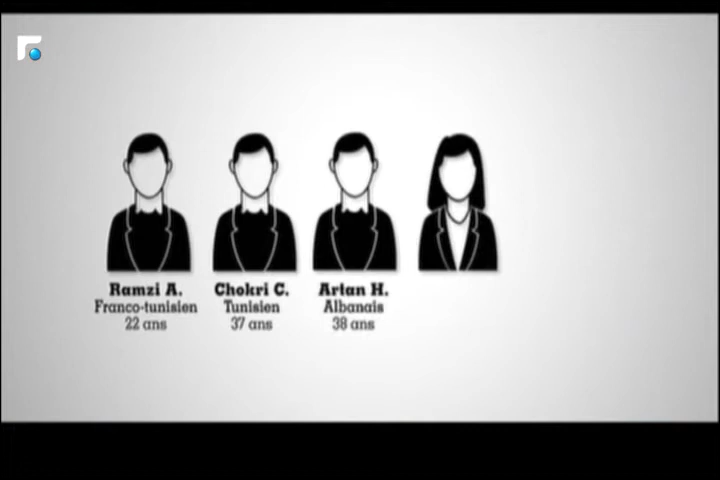 Ramzi A.
Franco-tunisien
22 ans
Chokri C.
Tunisien
37 ans
Artan H.
Albanais
38 ans